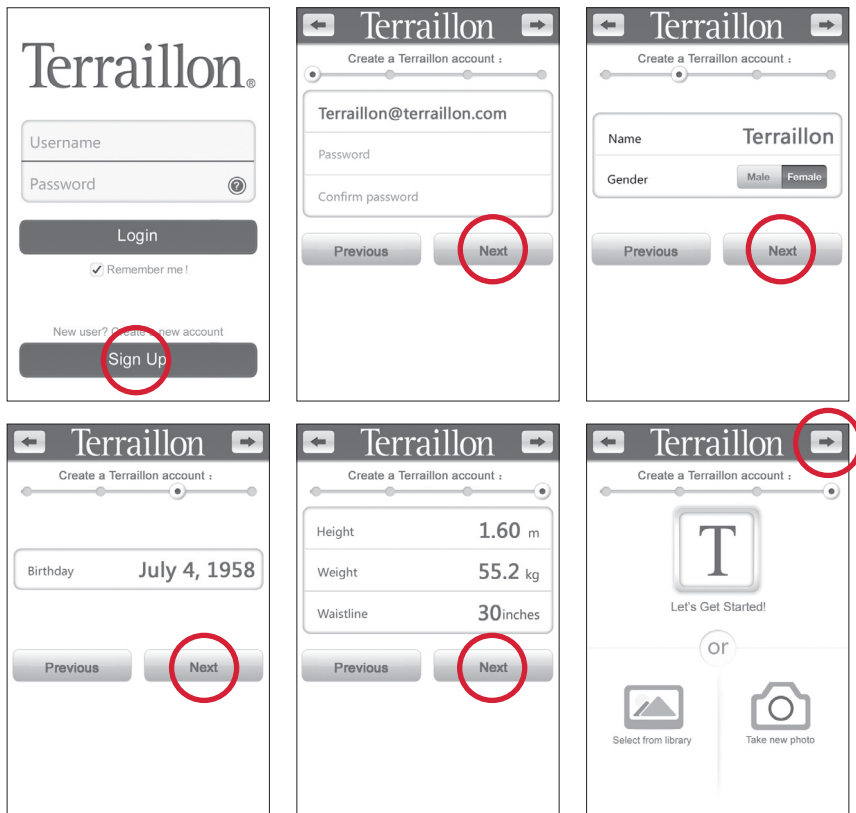 Terraillon®
Username
Password ?
Login
Remember me !
New user? Create a new account
Sign Up
Terraillon
Create a Terraillon account :
Terraillon@terraillon.com
Password
Confirm password
Previous Next
Terraillon
Create a Terraillon account :
Name Terraillon
Gender Male Female
Previous Next
Terraillon
Create a Terraillon account :
Birthday July 4, 1958
Previous Next
Terraillon
Create a Terraillon account :
Height 1.60 m
Weight 55.2 kg
Waistline 30inches
Previous Next
Terraillon
Create a Terraillon account :
T
Let's Get Started!
or
Select from library Take new photo